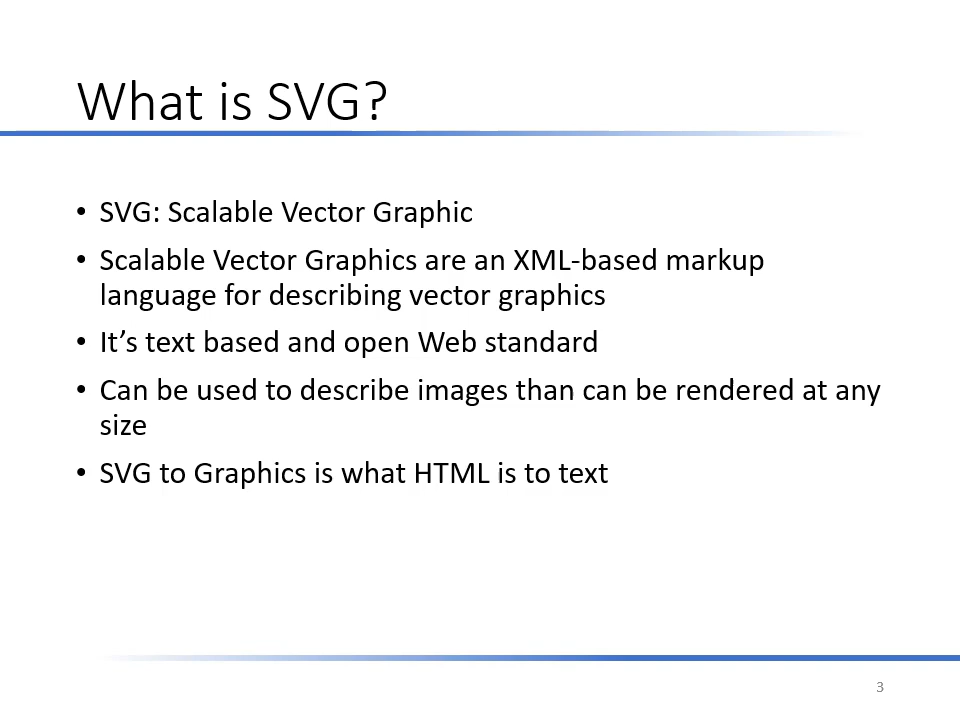 What is SVG?
• SVG: Scalable Vector Graphic
• Scalable Vector Graphics are an XML-based markup
language for describing vector graphics
• It’s text based and open Web standard
• Can be used to describe images than can be rendered at any
size
• SVG to Graphics is what HTML is to text
3